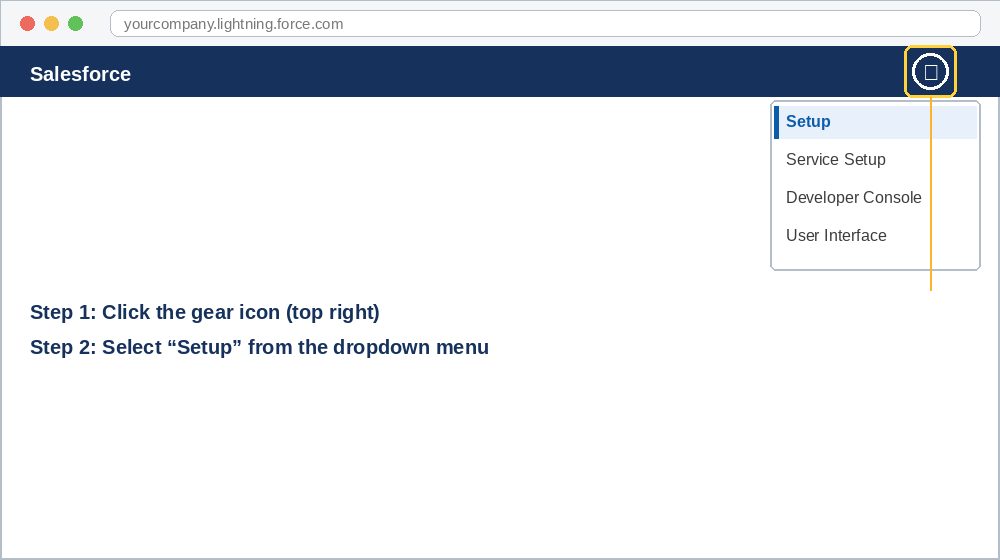 yourcompany.lightning.force.com
Salesforce
Setup
Service Setup
Developer Console
User Interface
Step 1: Click the gear icon (top right)
Step 2: Select “Setup” from the dropdown menu